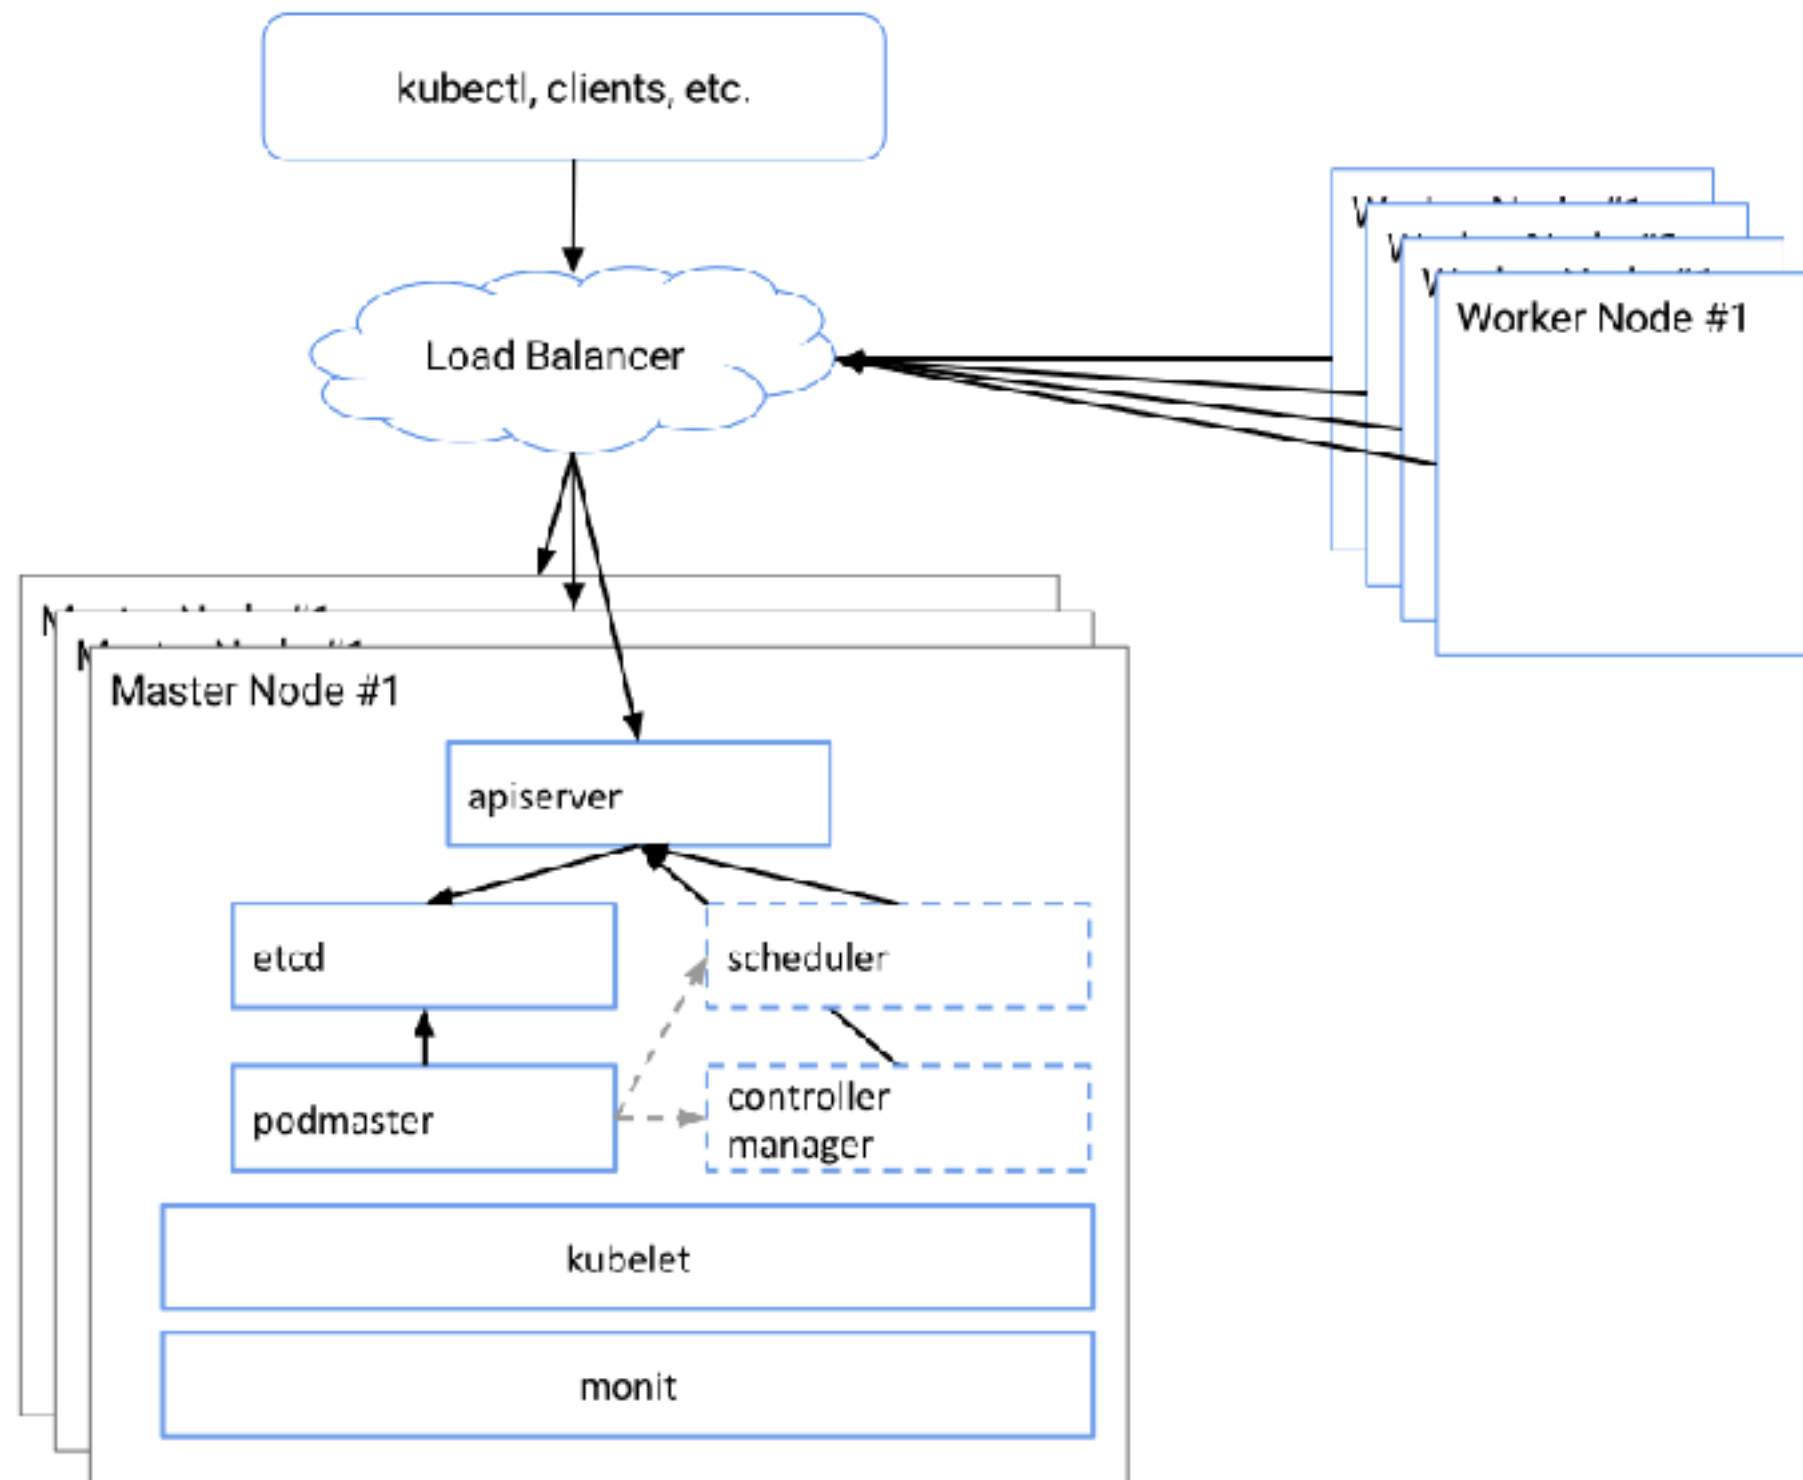 kubectl, clients, etc.
Load Balancer
Worker Node #1
Master Node #1
apiserver
etcd
scheduler
podmaster
controller
manager
kubelet
monit